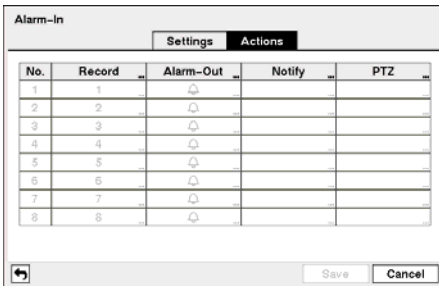 Alarm-In
Settings Actions
No. Record ... Alarm-Out ... Notify ... PTZ ...
1 1 ... ... ... ...
2 2 ... ... ... ...
3 3 ... ... ... ...
4 4 ... ... ... ...
5 5 ... ... ... ...
6 6 ... ... ... ...
7 7 ... ... ... ...
8 8 ... ... ... ...
Save Cancel